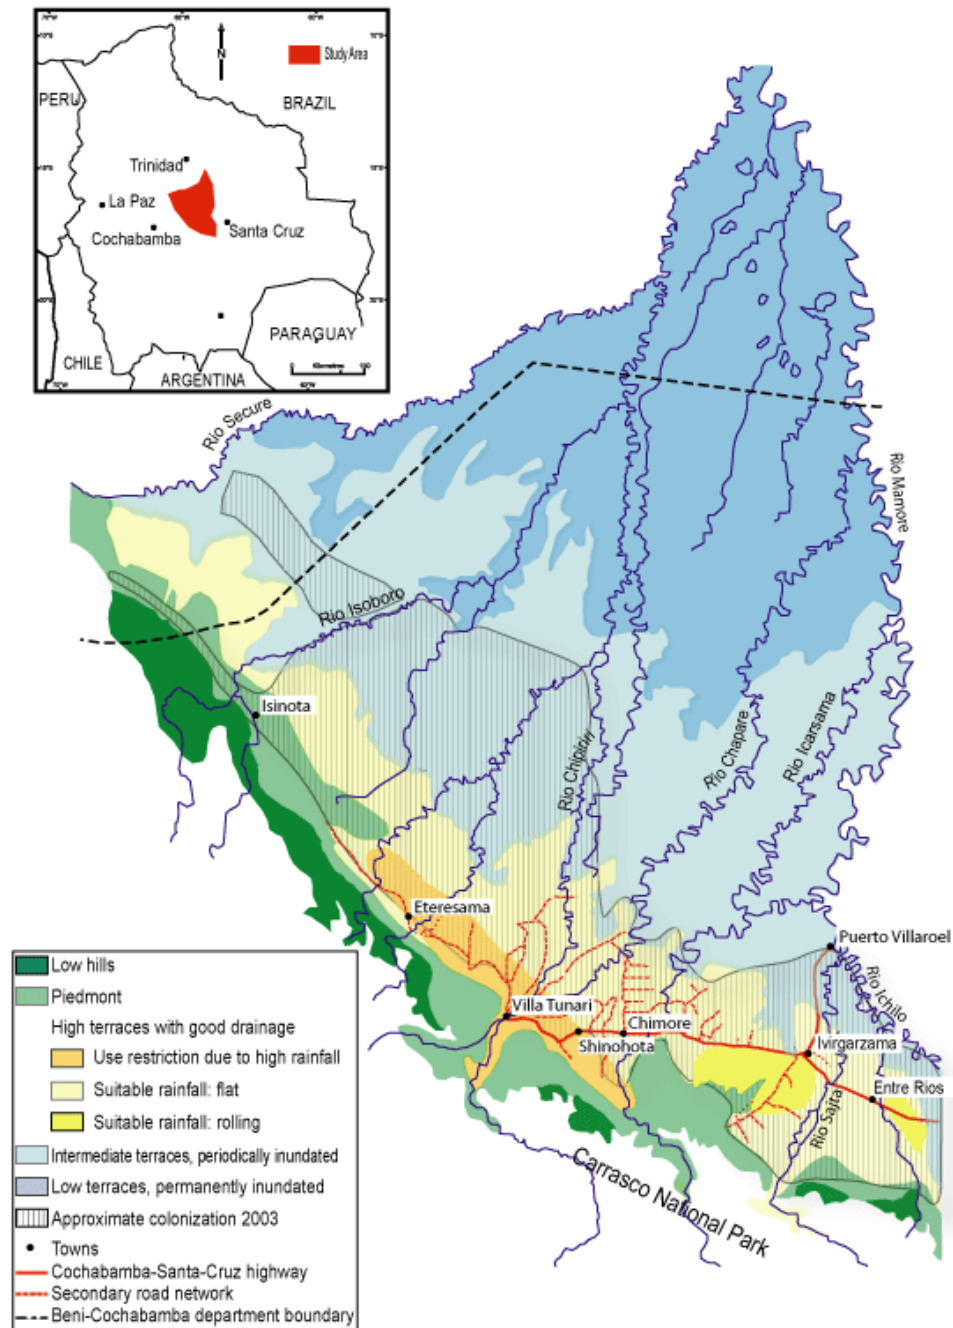 N
Study Area
PERU
BRAZIL
Trinidad
La Paz
Cochabamba
Santa Cruz
PARAGUAY
CHILE
ARGENTINA
Kilometres
Rio Secure
Rio Mamore
Rio Isoboro
Isinota
Rio Chipiriri
Rio Chapare
Rio Icarsama
Eteresama
Puerto Villaroel
Rio Ichilo
Villa Tunari
Chimore
Shinohota
Ivirgarzama
Entre Rios
Rio Sajta
Carrasco National Park
Low hills
Piedmont
High terraces with good drainage
Use restriction due to high rainfall
Suitable rainfall: flat
Suitable rainfall: rolling
Intermediate terraces, periodically inundated
Low terraces, permanently inundated
Approximate colonization 2003
Towns
Cochabamba-Santa-Cruz highway
Secondary road network
Beni-Cochabamba department boundary